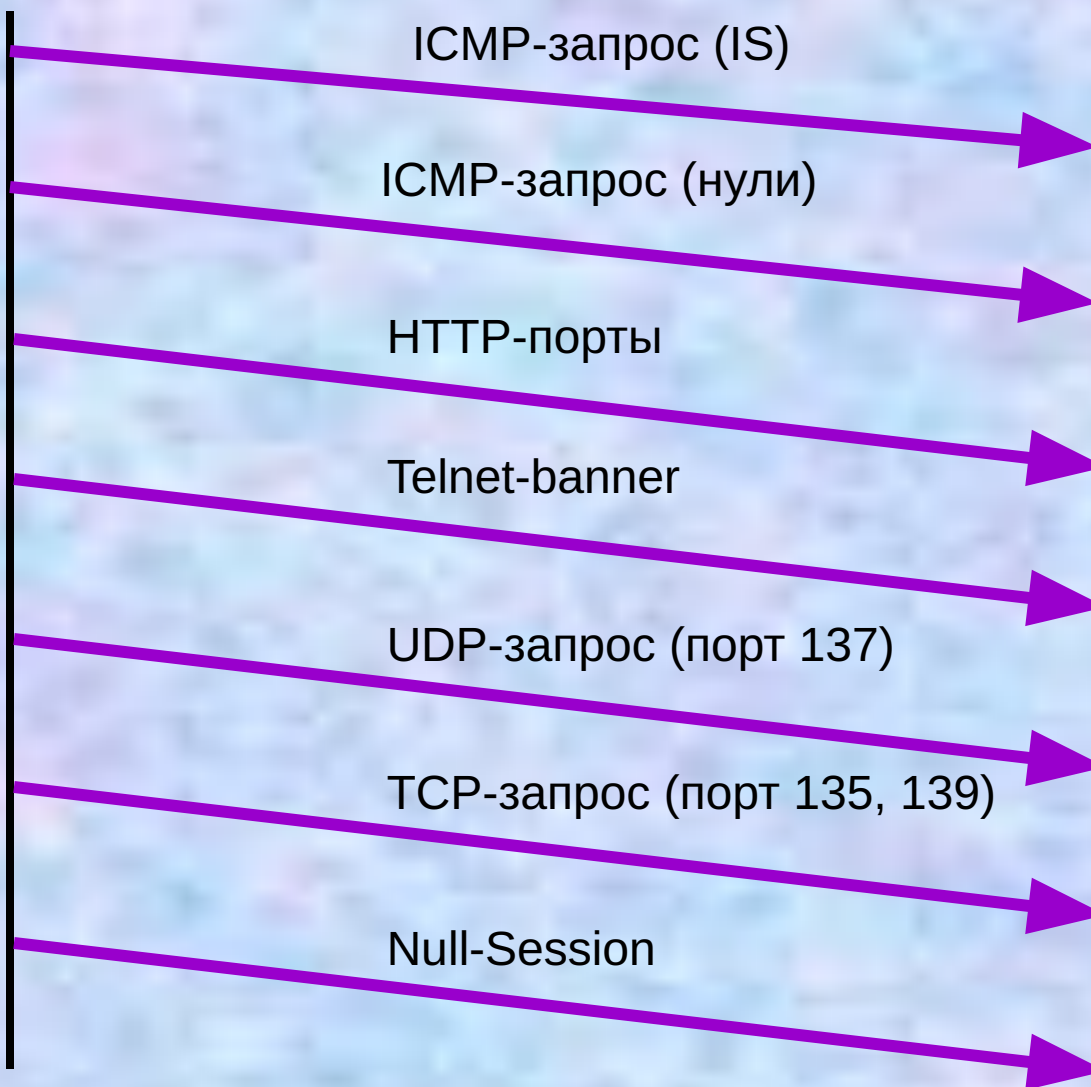 ICMP-запрос (IS)
ICMP-запрос (нули)
HTTP-порты
Telnet-banner
UDP-запрос (порт 137)
TCP-запрос (порт 135, 139)
Null-Session